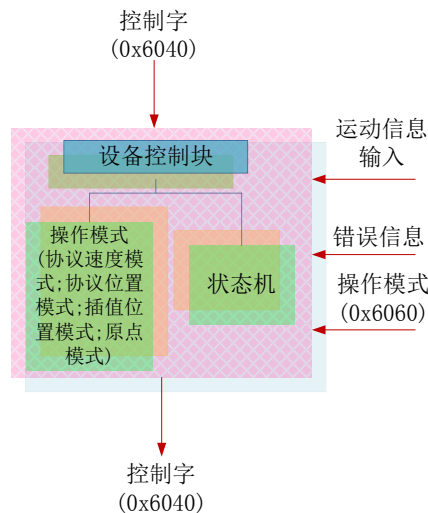 控制字
(0x6040)
设备控制块
运动信息
输入
操作模式
(协议速度模
式;协议位置
模式;插值位
置模式;原点
模式)
状态机
错误信息
操作模式
(0x6060)
控制字
(0x6040)